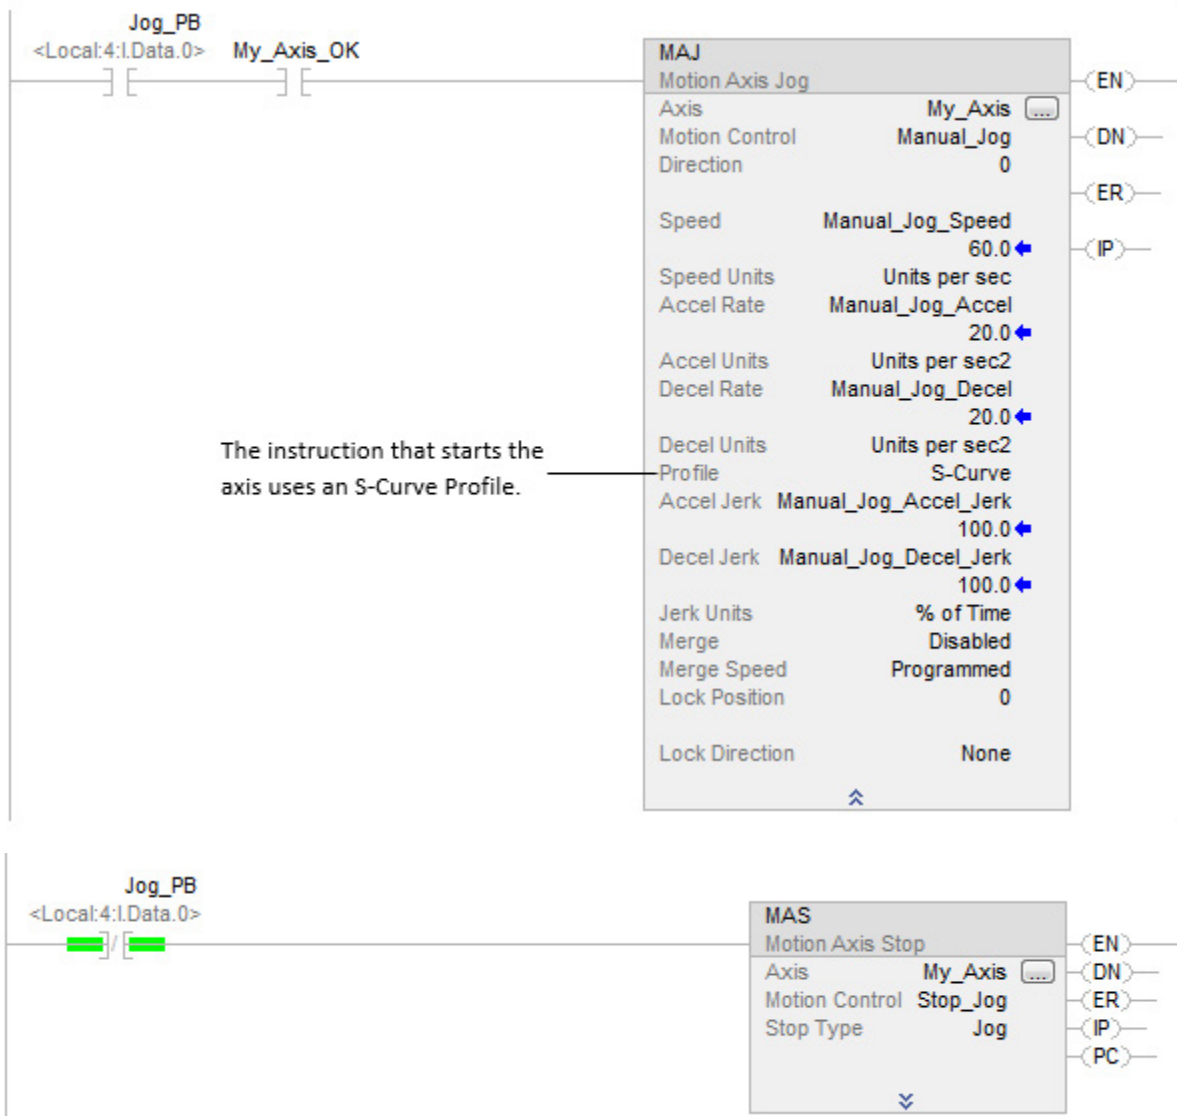 Jog_PB
<Local:4:I.Data.0> My_Axis_OK
MAJ
Motion Axis Jog
(EN)
Axis My_Axis ...
Motion Control Manual_Jog
(DN)
Direction 0
(ER)
Speed Manual_Jog_Speed
60.0
(IP)
Speed Units Units per sec
Accel Rate Manual_Jog_Accel
20.0
Accel Units Units per sec2
Decel Rate Manual_Jog_Decel
20.0
Decel Units Units per sec2
The instruction that starts the
axis uses an S-Curve Profile.
Profile S-Curve
Accel Jerk Manual_Jog_Accel_Jerk
100.0
Decel Jerk Manual_Jog_Decel_Jerk
100.0
Jerk Units % of Time
Merge Disabled
Merge Speed Programmed
Lock Position 0
Lock Direction None
Jog_PB
<Local:4:I.Data.0>
MAS
Motion Axis Stop
(EN)
Axis My_Axis ...
(DN)
Motion Control Stop_Jog
(ER)
Stop Type Jog
(IP)
(PC)